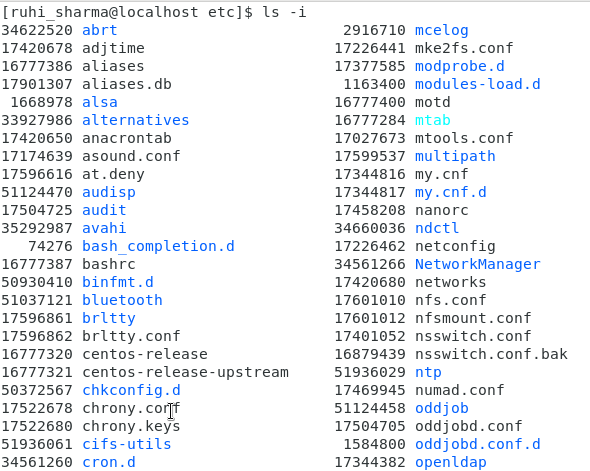 [ruhi_sharma@localhost etc]$ ls -i
34622520 abrt 2916710 mcelog
17420678 adjtime 17226441 mke2fs.conf
16777386 aliases 17377585 modprobe.d
17901307 aliases.db 1163400 modules-load.d
1668978 alsa 16777400 motd
33927986 alternatives 16777284 mtab
17420650 anacrontab 17027673 mtools.conf
17174639 asound.conf 17599537 multipath
17596616 at.deny 17344816 my.cnf
51124470 audisp 17344817 my.cnf.d
17504725 audit 17458208 nanorc
35292987 avahi 34660036 ndctl
74276 bash_completion.d 17226462 netconfig
16777387 bashrc 34561266 NetworkManager
50930410 binfmt.d 17420680 networks
51037121 bluetooth 17601010 nfs.conf
17596861 brltty 17601012 nfsmount.conf
17596862 brltty.conf 17401052 nsswitch.conf
16777320 centos-release 16879439 nsswitch.conf.bak
16777321 centos-release-upstream 51936029 ntp
50372567 chkconfig.d 17469945 numad.conf
17522678 chrony.conf 51124458 oddjob
17522680 chrony.keys 17504705 oddjobd.conf
51936061 cifs-utils 1584800 oddjobd.conf.d
34561260 cron.d 17344382 openldap